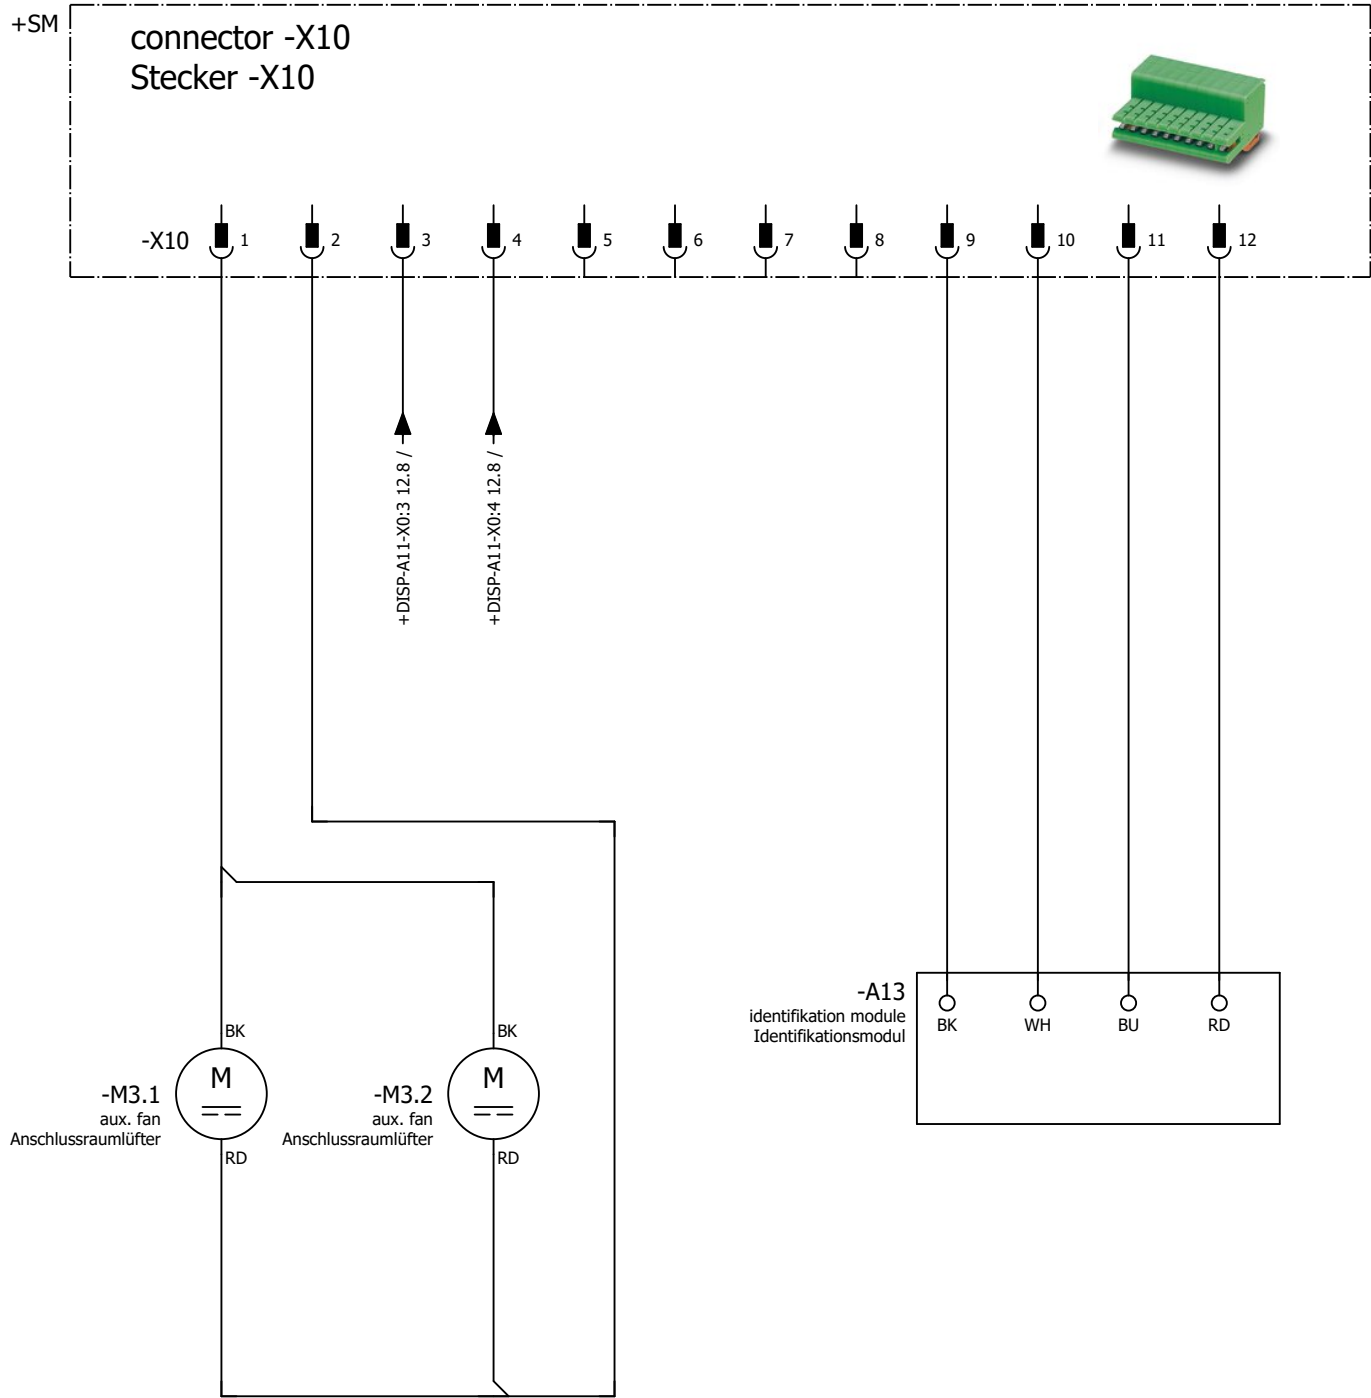 +SM
connector -X10
Stecker -X10
-X10 1 2 3 4 5 6 7 8 9 10 11 12
+DISP-A11-X0:3 12.8 /
+DISP-A11-X0:4 12.8 /
-A13
identifikation module
Identifikationsmodul
BK WH BU RD
BK BK
M M
-M3.1
aux. fan
Anschlussraumlüfter
-M3.2
aux. fan
Anschlussraumlüfter
RD RD